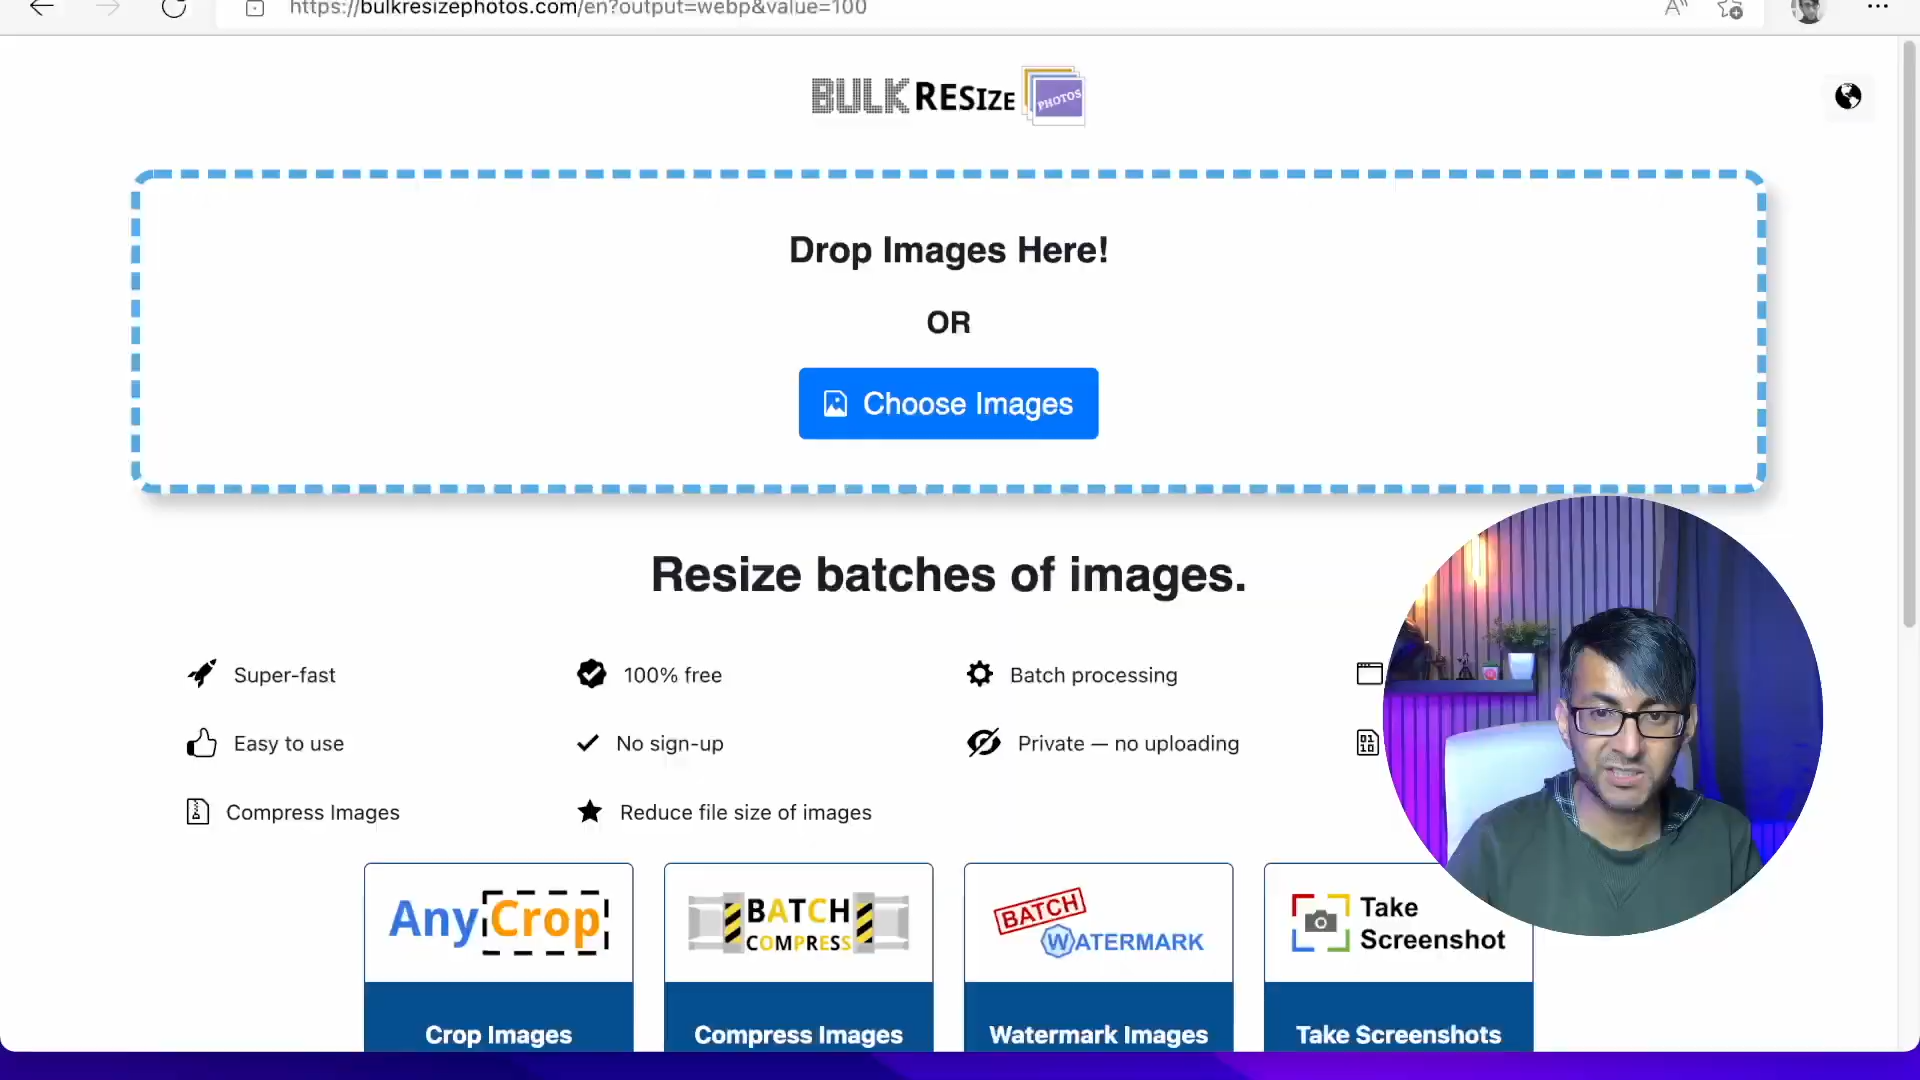 https://bulkresizephotos.com/en?output=webp&value=100
BULK RESIZE PHOTOS
Drop Images Here!
OR
Choose Images
Resize batches of images.
Super-fast
100% free
Batch processing
Easy to use
No sign-up
Private — no uploading
Compress Images
Reduce file size of images
AnyCrop
BATCH
COMPRESS
BATCH
WATERMARK
Take
Screenshot
Crop Images
Compress Images
Watermark Images
Take Screenshots